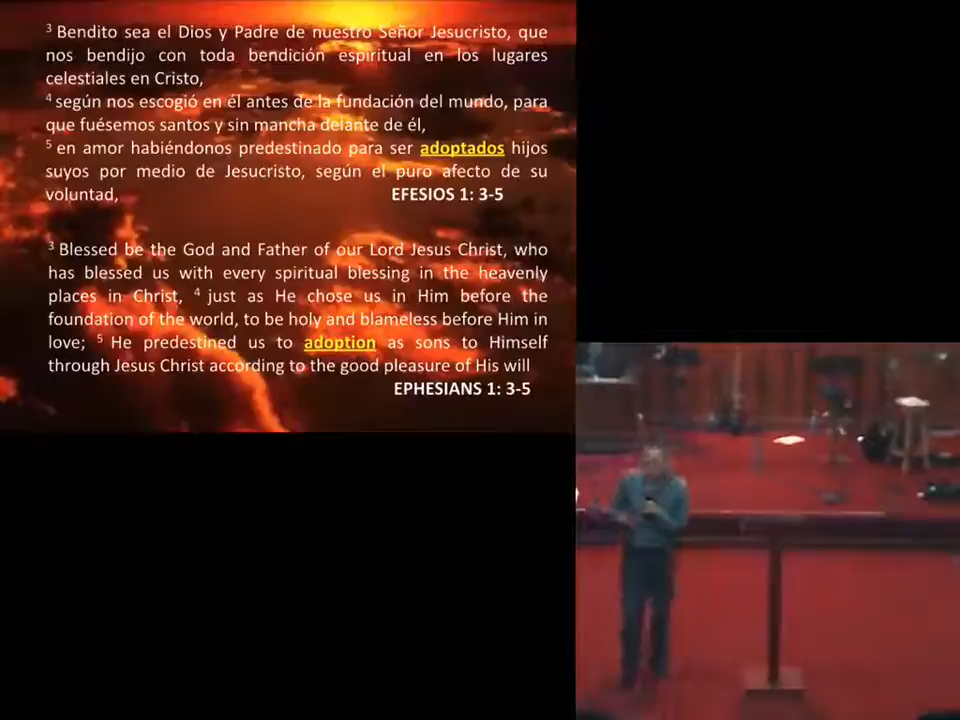 3 Bendito sea el Dios y Padre de nuestro Señor Jesucristo, que
nos bendijo con toda bendición espiritual en los lugares
celestiales en Cristo,
4 según nos escogió en él antes de la fundación del mundo, para
que fuésemos santos y sin mancha delante de él,
5 en amor habiéndonos predestinado para ser adoptados hijos
suyos por medio de Jesucristo, según el puro afecto de su
voluntad, EFESIOS 1: 3-5
3 Blessed be the God and Father of our Lord Jesus Christ, who
has blessed us with every spiritual blessing in the heavenly
places in Christ, 4 just as He chose us in Him before the
foundation of the world, to be holy and blameless before Him in
love; 5 He predestined us to adoption as sons to Himself
through Jesus Christ according to the good pleasure of His will
EPHESIANS 1: 3-5